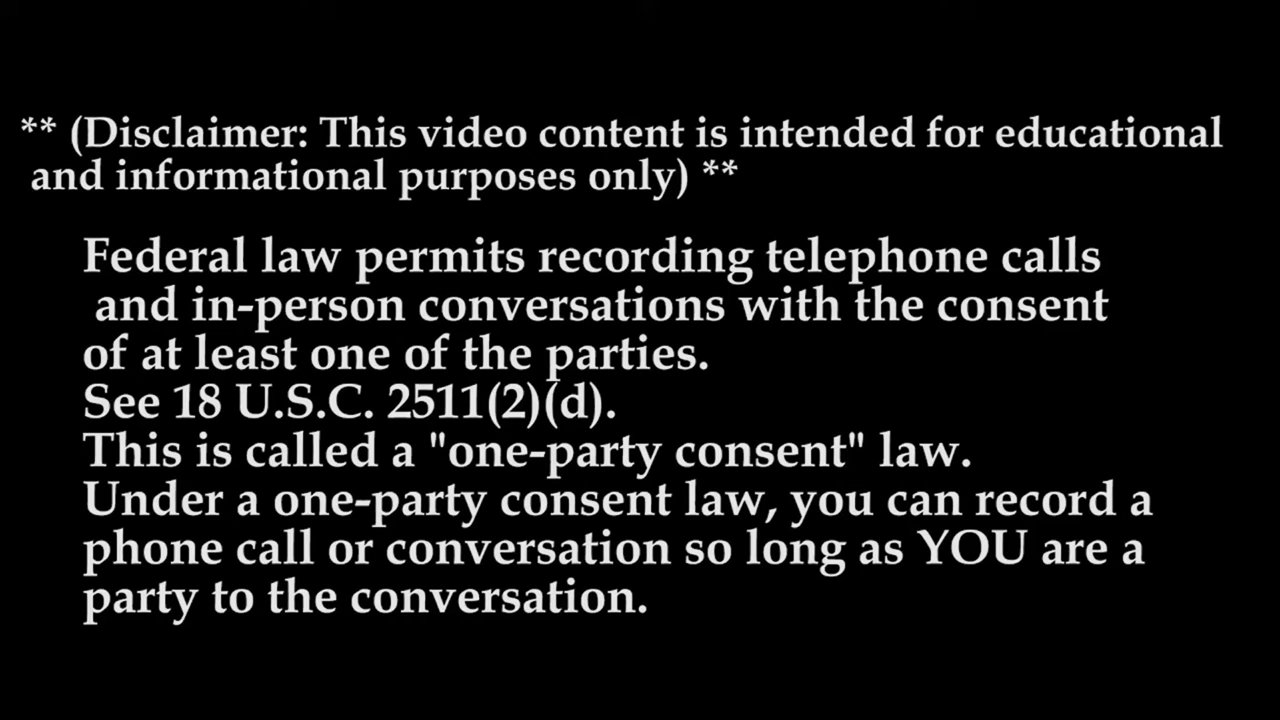 ** (Disclaimer: This video content is intended for educational
and informational purposes only) **
Federal law permits recording telephone calls
and in-person conversations with the consent
of at least one of the parties.
See 18 U.S.C. 2511(2)(d).
This is called a "one-party consent" law.
Under a one-party consent law, you can record a
phone call or conversation so long as YOU are a
party to the conversation.